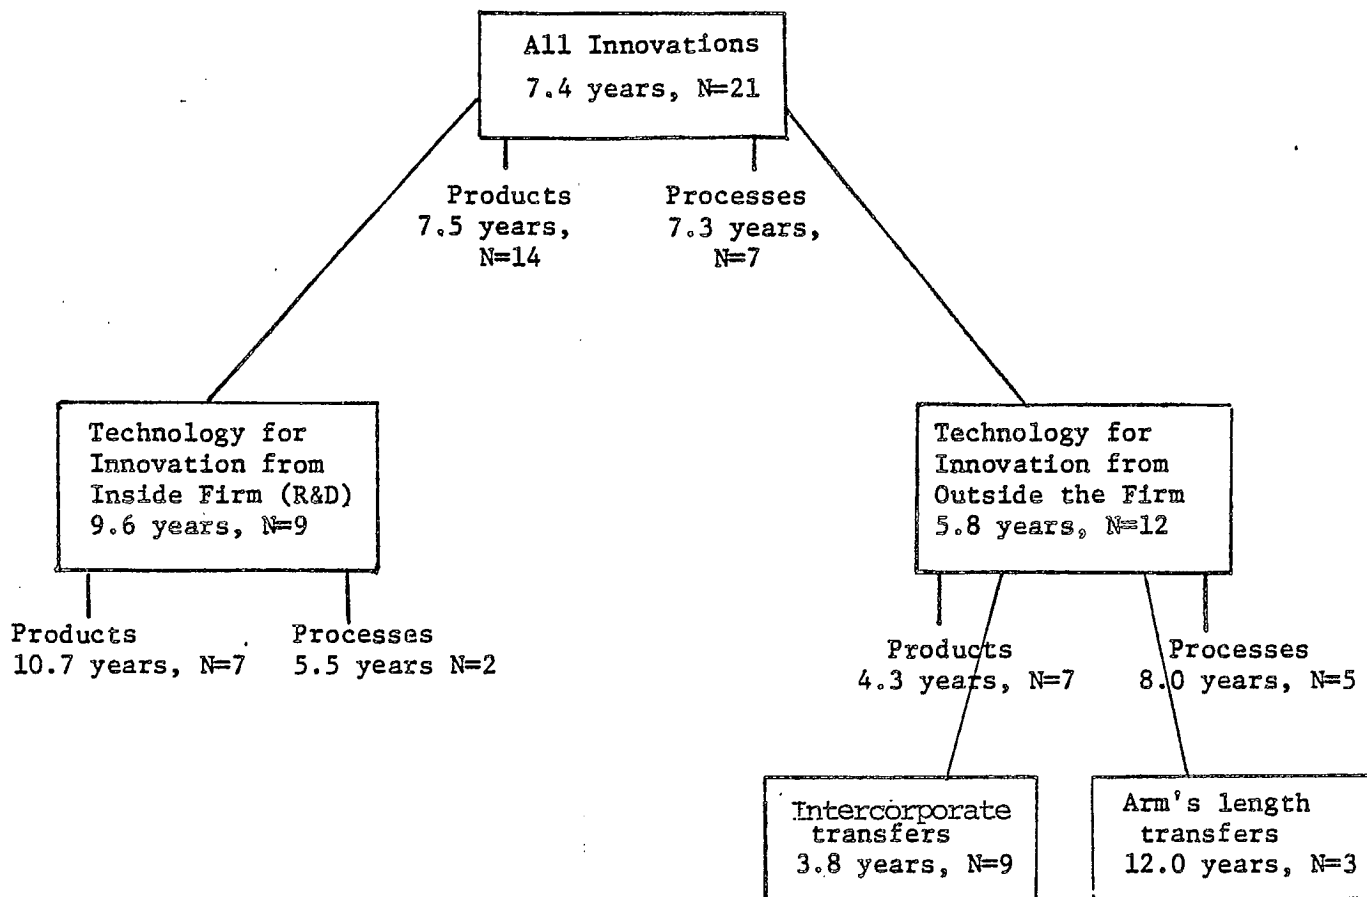 All Innovations
7.4 years, N=21
Products
7.5 years,
N=14
Processes
7.3 years,
N=7
Technology for
Innovation from
Inside Firm (R&D)
9.6 years, N=9
Technology for
Innovation from
Outside the Firm
5.8 years, N=12
Products
10.7 years, N=7
Processes
5.5 years N=2
Products
4.3 years, N=7
Processes
8.0 years, N=5
Intercorporate
transfers
3.8 years, N=9
Arm's length
transfers
12.0 years, N=3